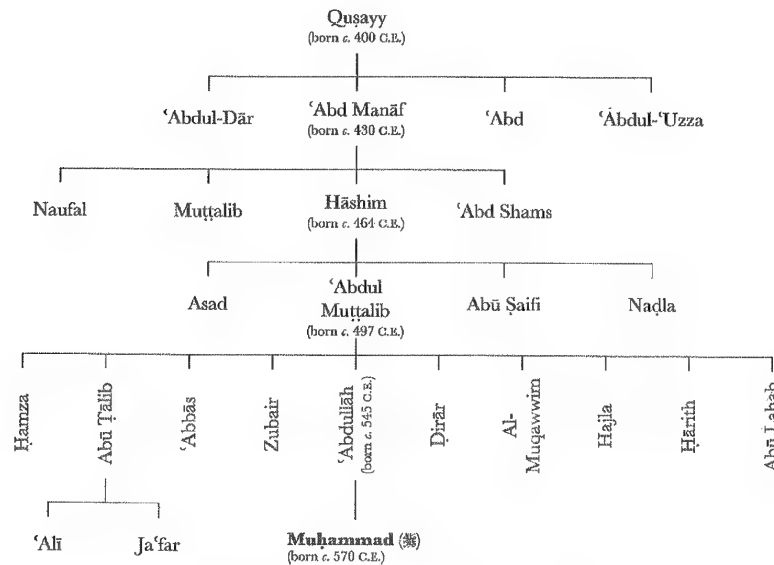 Quṣayy
(born c. 400 C.E.)
ʿAbdul-Dār
ʿAbd Manāf
(born c. 430 C.E.)
ʿAbd
ʿAbdul-ʿUzza
Naufal
Muṭṭalib
Hāshim
(born c. 464 C.E.)
ʿAbd Shams
Asad
ʿAbdul
Muṭṭalib
(born c. 497 C.E.)
Abū Ṣaifi
Naḍla
Ḥamza
Abū Ṭālib
ʿAbbās
Zubair
ʿAbdullāh
(born c. 545 C.E.)
Ḍirār
Al-
Muqawwim
Hajla
Ḥārith
Abū Lahab
ʿAlī
Jaʿfar
Muḥammad (ﷺ)
(born c. 570 C.E.)